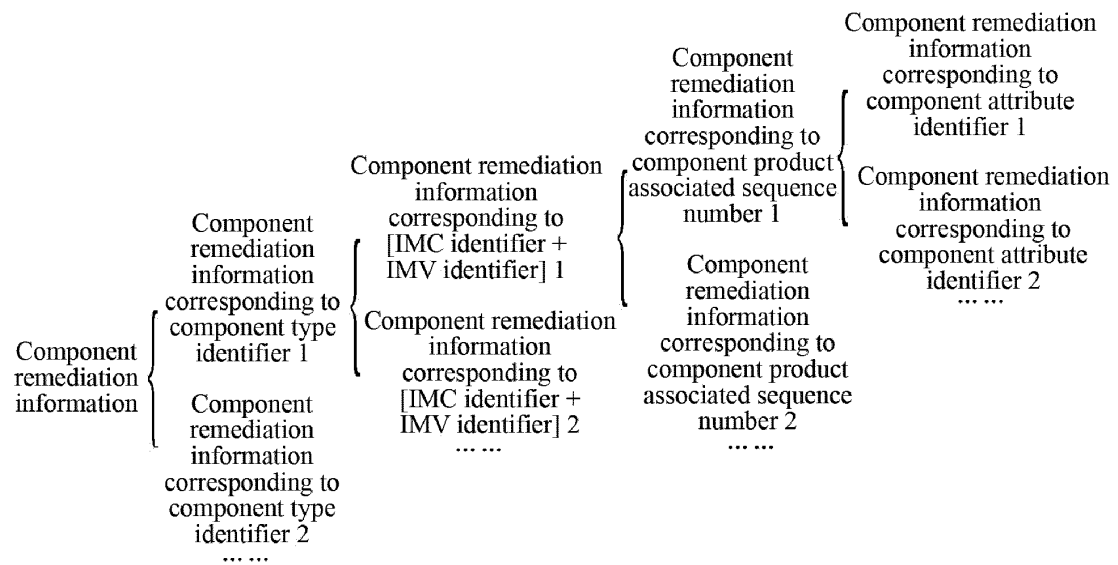 Component
remediation
information
Component
remediation
information
corresponding to
component type
identifier 1
Component
remediation
information
corresponding to
component type
identifier 2
... ...
Component remediation
information
corresponding to
[IMC identifier +
IMV identifier] 1
Component remediation
information
corresponding to
[IMC identifier +
IMV identifier] 2
... ...
Component
remediation
information
corresponding to
component product
associated sequence
number 1
Component
remediation
information
corresponding to
component product
associated sequence
number 2
... ...
Component remediation
information
corresponding to
component attribute
identifier 1
Component remediation
information
corresponding to
component attribute
identifier 2
... ...